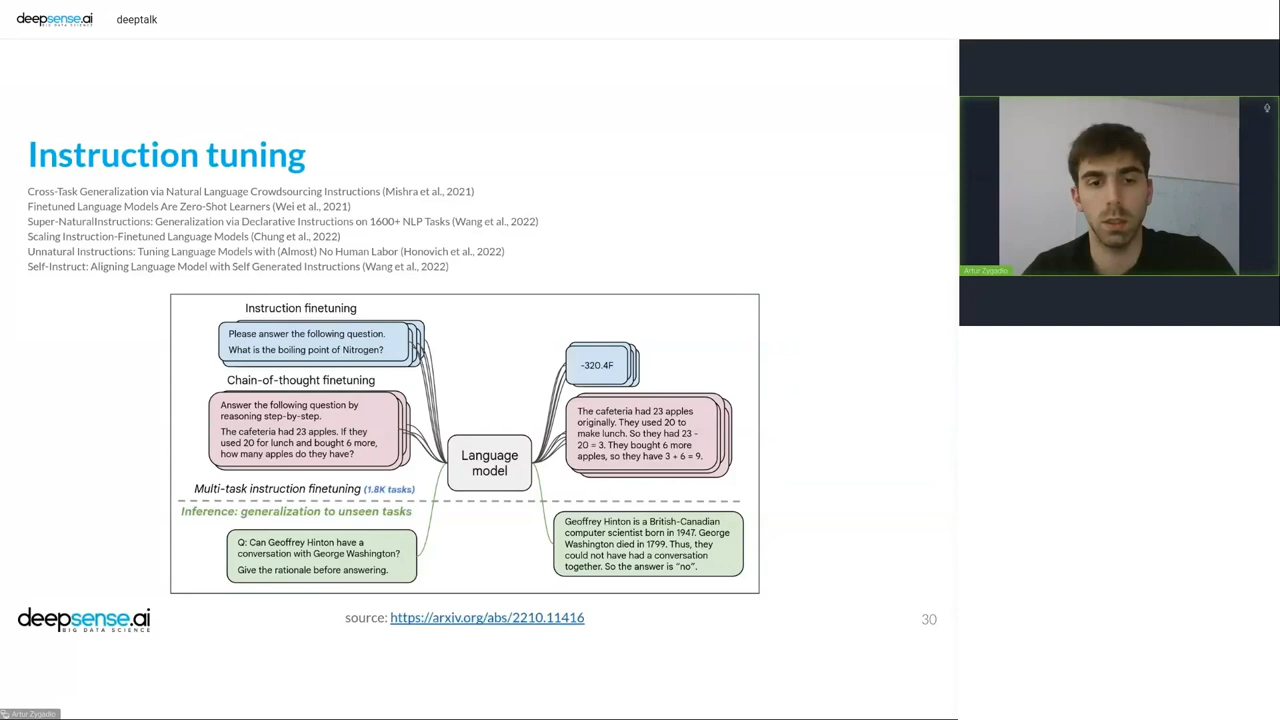 deepsense.ai
BIG DATA SCIENCE
deeptalk
Instruction tuning
Cross-Task Generalization via Natural Language Crowdsourcing Instructions (Mishra et al., 2021)
Finetuned Language Models Are Zero-Shot Learners (Wei et al., 2021)
Super-NaturalInstructions: Generalization via Declarative Instructions on 1600+ NLP Tasks (Wang et al., 2022)
Scaling Instruction-Finetuned Language Models (Chung et al., 2022)
Unnatural Instructions: Tuning Language Models with (Almost) No Human Labor (Honovich et al., 2022)
Self-Instruct: Aligning Language Model with Self Generated Instructions (Wang et al., 2022)
Instruction finetuning
Please answer the following question.
What is the boiling point of Nitrogen?
-320.4F
Chain-of-thought finetuning
Answer the following question by
reasoning step-by-step.
The cafeteria had 23 apples. If they
used 20 for lunch and bought 6 more,
how many apples do they have?
Language
model
The cafeteria had 23 apples
originally. They used 20 to
make lunch. So they had 23 -
20 = 3. They bought 6 more
apples, so they have 3 + 6 = 9.
Multi-task instruction finetuning (1.8K tasks)
Inference: generalization to unseen tasks
Q: Can Geoffrey Hinton have a
conversation with George Washington?
Give the rationale before answering.
Geoffrey Hinton is a British-Canadian
computer scientist born in 1947. George
Washington died in 1799. Thus, they
could not have had a conversation
together. So the answer is "no".
deepsense.ai
BIG DATA SCIENCE
source: https://arxiv.org/abs/2210.11416
30
Artur Zygadlo
Artur Zygadlo